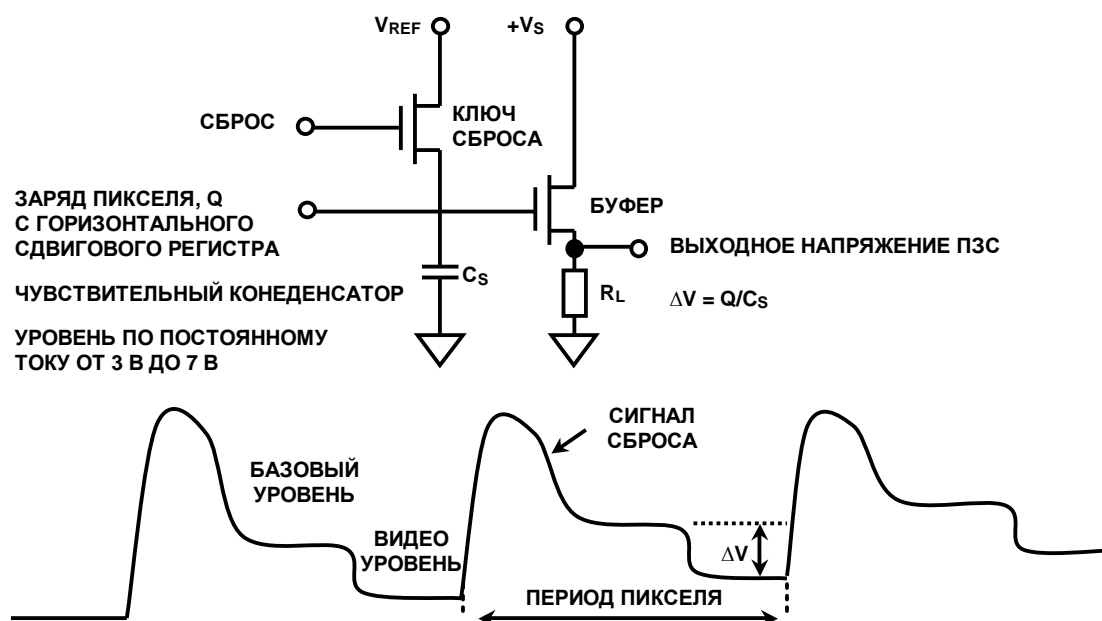 VREF
+VS
СБРОС
КЛЮЧ
СБРОСА
ЗАРЯД ПИКСЕЛЯ, Q
С ГОРИЗОНТАЛЬНОГО
СДВИГОВОГО РЕГИСТРА
БУФЕР
ВЫХОДНОЕ НАПРЯЖЕНИЕ ПЗС
ЧУВСТВИТЕЛЬНЫЙ КОНЕДЕНСАТОР
CS
RL
ΔV = Q/CS
УРОВЕНЬ ПО ПОСТОЯННОМУ
ТОКУ ОТ 3 В ДО 7 В
СИГНАЛ
СБРОСА
БАЗОВЫЙ
УРОВЕНЬ
ВИДЕО
УРОВЕНЬ
ΔV
ПЕРИОД ПИКСЕЛЯ